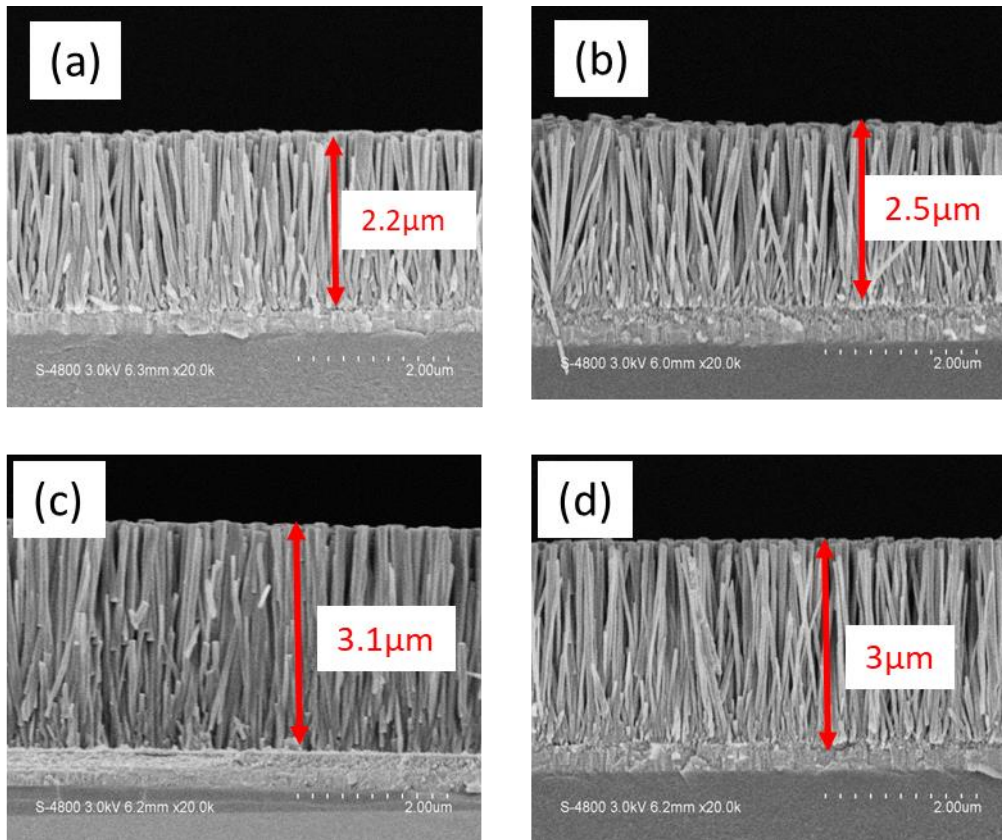 (a)
2.2µm
S-4800 3.0kV 6.3mm x20.0k 2.00um
(b)
2.5µm
S-4800 3.0kV 6.0mm x20.0k 2.00um
(c)
3.1µm
S-4800 3.0kV 6.2mm x20.0k 2.00um
(d)
3µm
S-4800 3.0kV 6.2mm x20.0k 2.00um